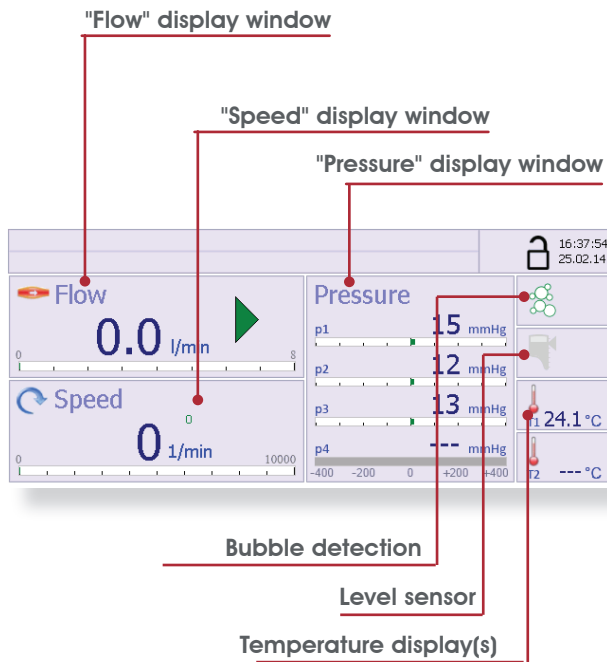 "Flow" display window
"Speed" display window
"Pressure" display window
16:37:54
25.02.14
Flow
0.0 l/min
0 8
Speed
0
0 1/min
0 10000
Pressure
p1 15 mmHg
p2 12 mmHg
p3 13 mmHg
p4 --- mmHg
-400 -200 0 +200 +400
T1 24.1 °C
T2 --- °C
Bubble detection
Level sensor
Temperature display(s)